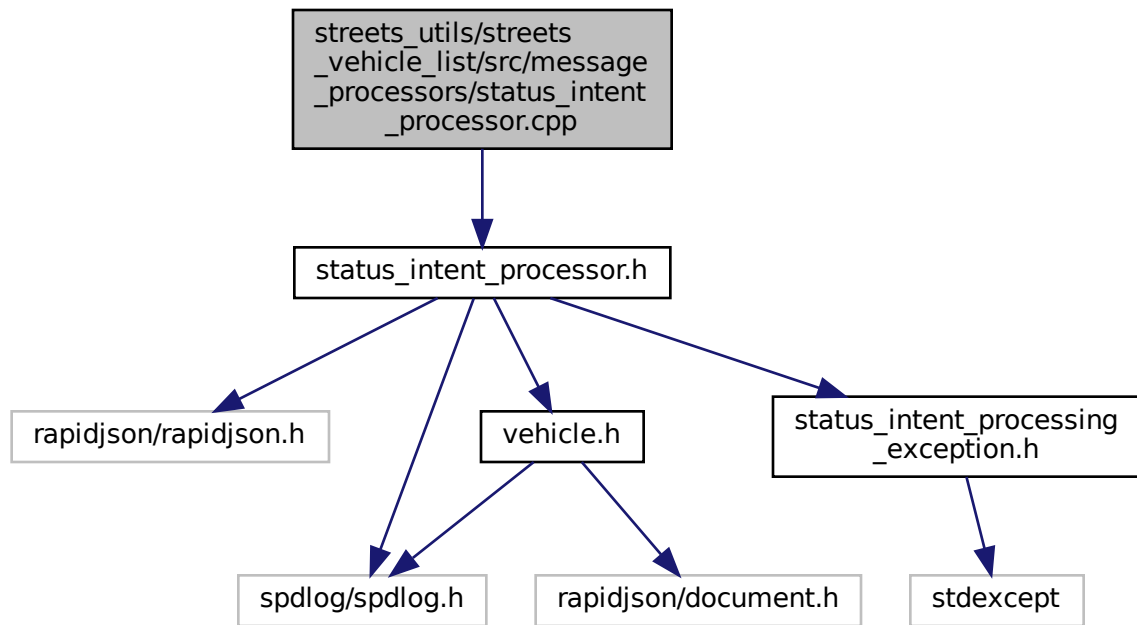 streets_utils/streets
_vehicle_list/src/message
_processors/status_intent
_processor.cpp
status_intent_processor.h
rapidjson/rapidjson.h
vehicle.h
status_intent_processing
_exception.h
spdlog/spdlog.h
rapidjson/document.h
stdexcept